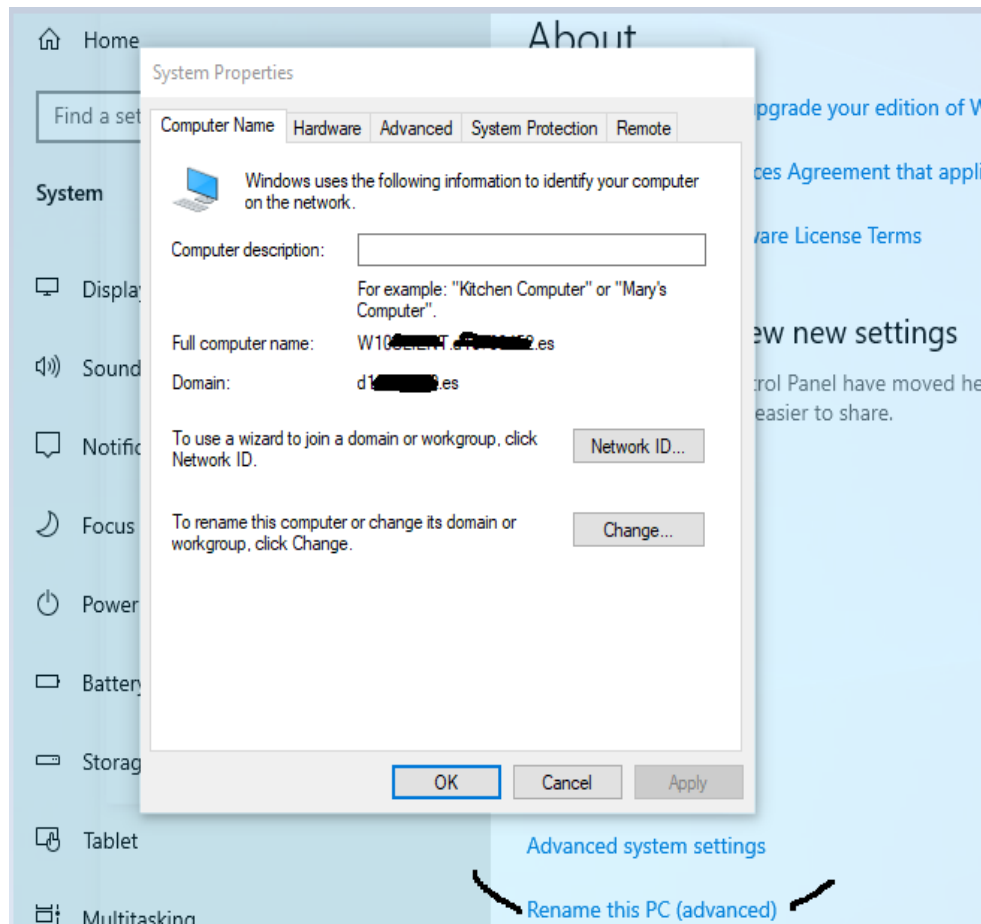 Home
About
Find a set
System
Display
Sound
Notific
Focus
Power
Battery
Storag
Tablet
Multitasking
System Properties
Computer Name Hardware Advanced System Protection Remote
Windows uses the following information to identify your computer
on the network.
Computer description:
For example: "Kitchen Computer" or "Mary's
Computer".
Full computer name: .es
Domain: .es
To use a wizard to join a domain or workgroup, click
Network ID.
Network ID...
To rename this computer or change its domain or
workgroup, click Change.
Change...
OK Cancel Apply
upgrade your edition of W
ces Agreement that appli
ware License Terms
ew new settings
trol Panel have moved he
easier to share.
Advanced system settings
Rename this PC (advanced)